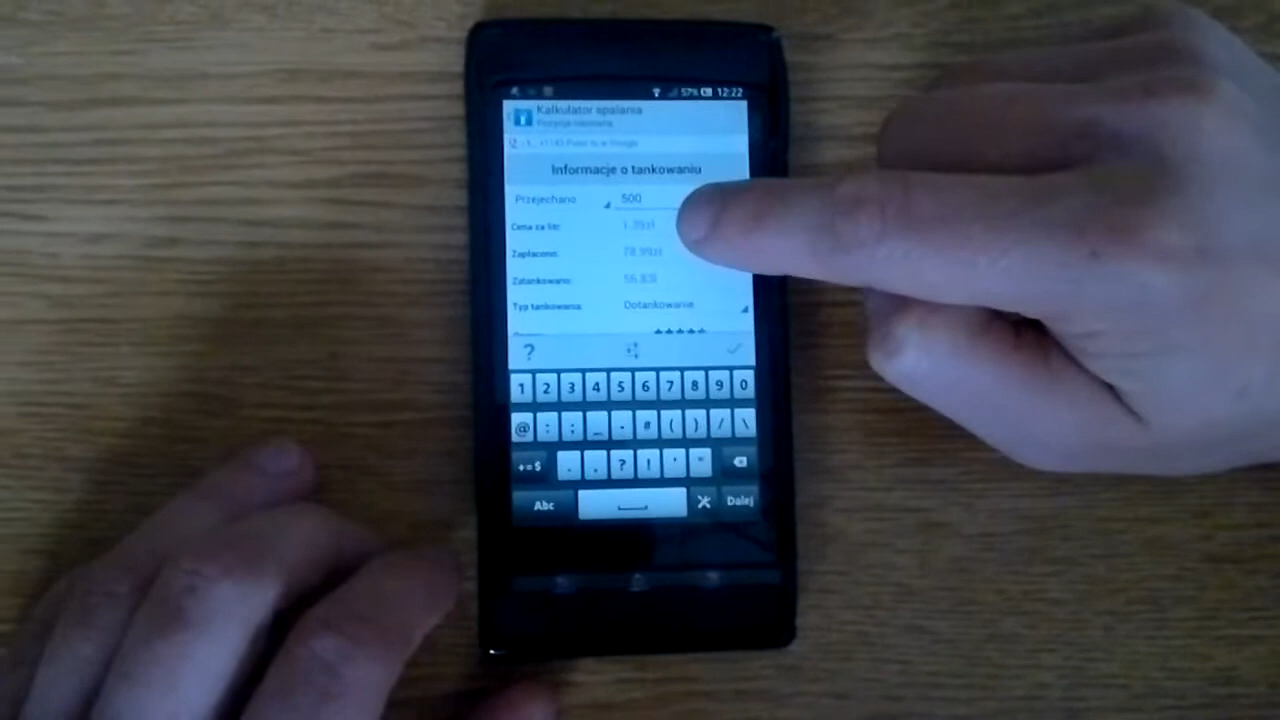 57% 12:22
Kalkulator spalania
Informacje o tankowaniu
Przejechano 500
Cena za litr: 1.39zł
Zapłacono: 78.99zł
Zatankowano: 56.83l
Typ tankowania: Dotankowanie
?
1 2 3 4 5 6 7 8 9 0
@ : ; _ - # ( ) / \
+=$ . , ? ! ' "
Abc Dalej